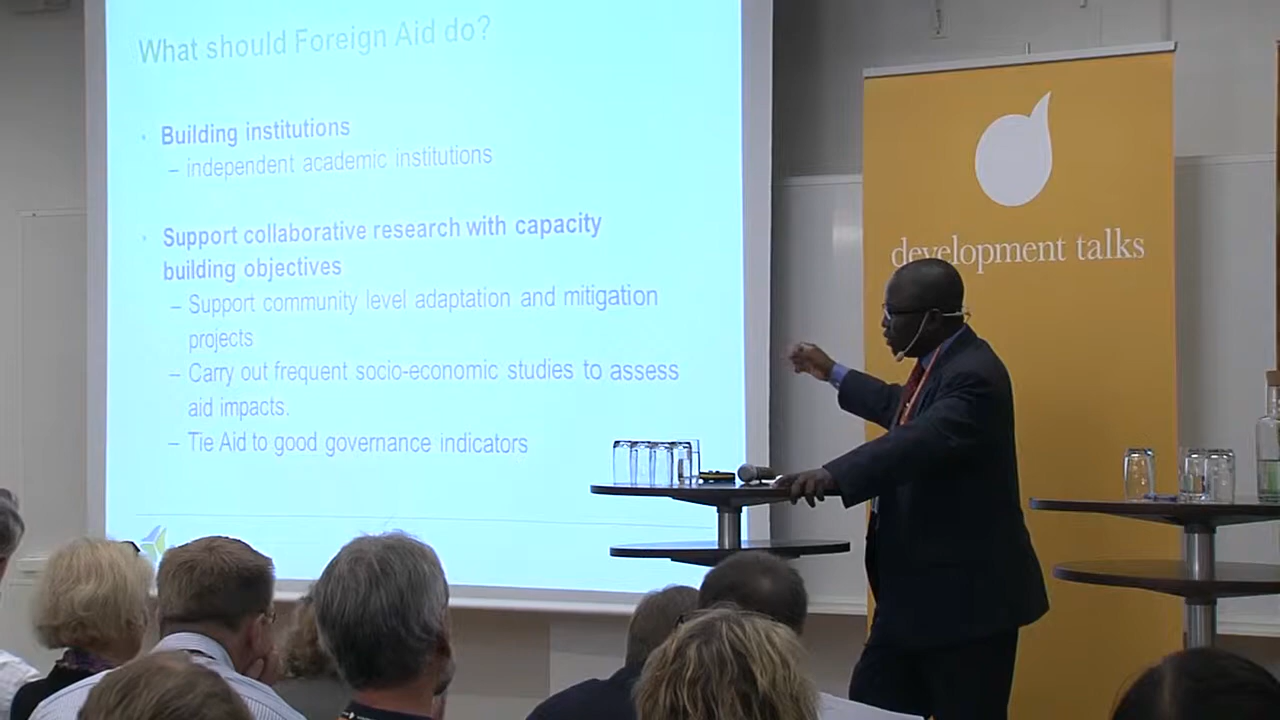 What should Foreign Aid do?
· Building institutions
– independent academic institutions
· Support collaborative research with capacity
building objectives
– Support community level adaptation and mitigation
projects
– Carry out frequent socio-economic studies to assess
aid impacts.
– Tie Aid to good governance indicators
development talks